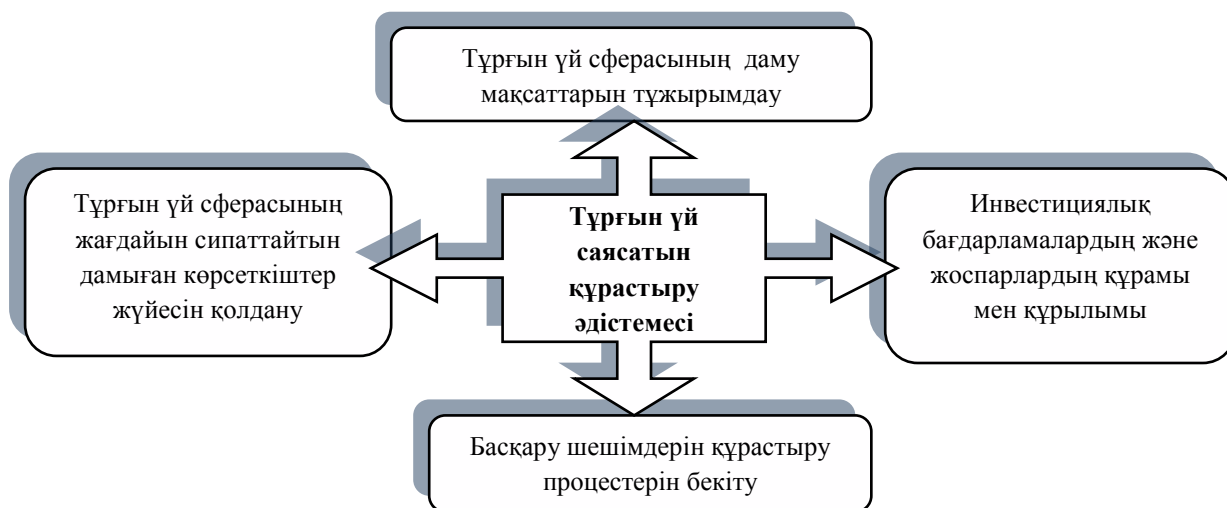 Тұрғын үй сферасының даму
мақсаттарын тұжырымдау
Тұрғын үй сферасының
жағдайын сипаттайтын
дамыған көрсеткіштер
жүйесін қолдану
Тұрғын үй
саясатын
құрастыру
әдістемесі
Инвестициялық
бағдарламалардың және
жоспарлардың құрамы
мен құрылымы
Басқару шешімдерін құрастыру
процестерін бекіту